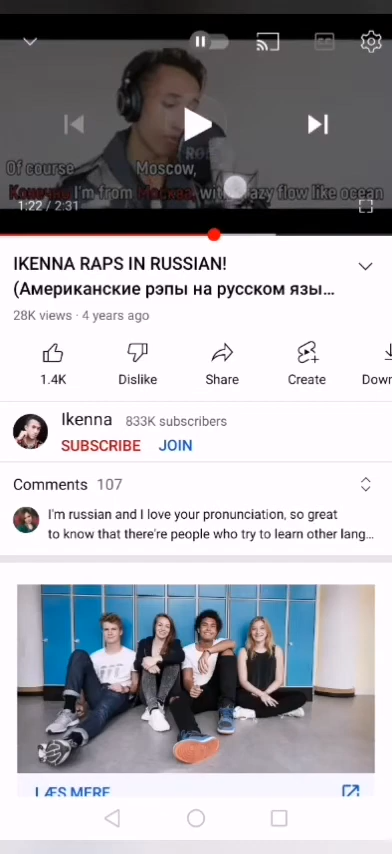 RØDE
Of course Moscow,
Конечно I'm from Москва, with crazy flow like ocean
1:22 / 2:31
IKENNA RAPS IN RUSSIAN!
(Американские рэпы на русском язы...
28K views · 4 years ago
1.4K Dislike Share Create Down
Ikenna 833K subscribers
SUBSCRIBE JOIN
Comments 107
I'm russian and I love your pronunciation, so great
to know that there're people who try to learn other lang...
LÆS MERE